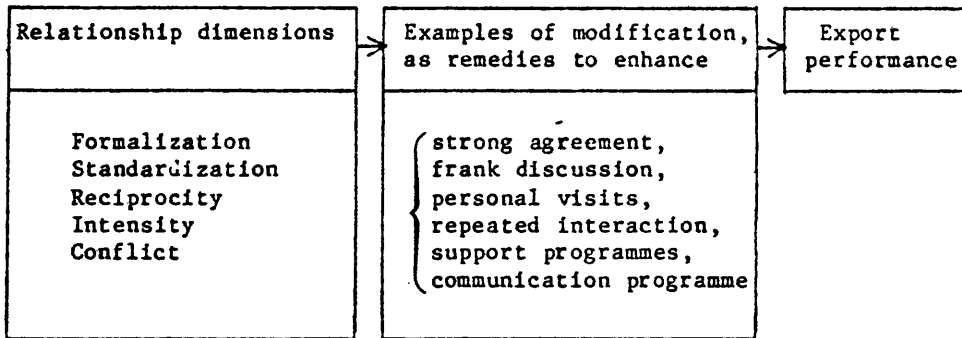 Relationship dimensions
Examples of modification,
as remedies to enhance
Export
performance
Formalization
Standardization
Reciprocity
Intensity
Conflict
strong agreement,
frank discussion,
personal visits,
repeated interaction,
support programmes,
communication programme